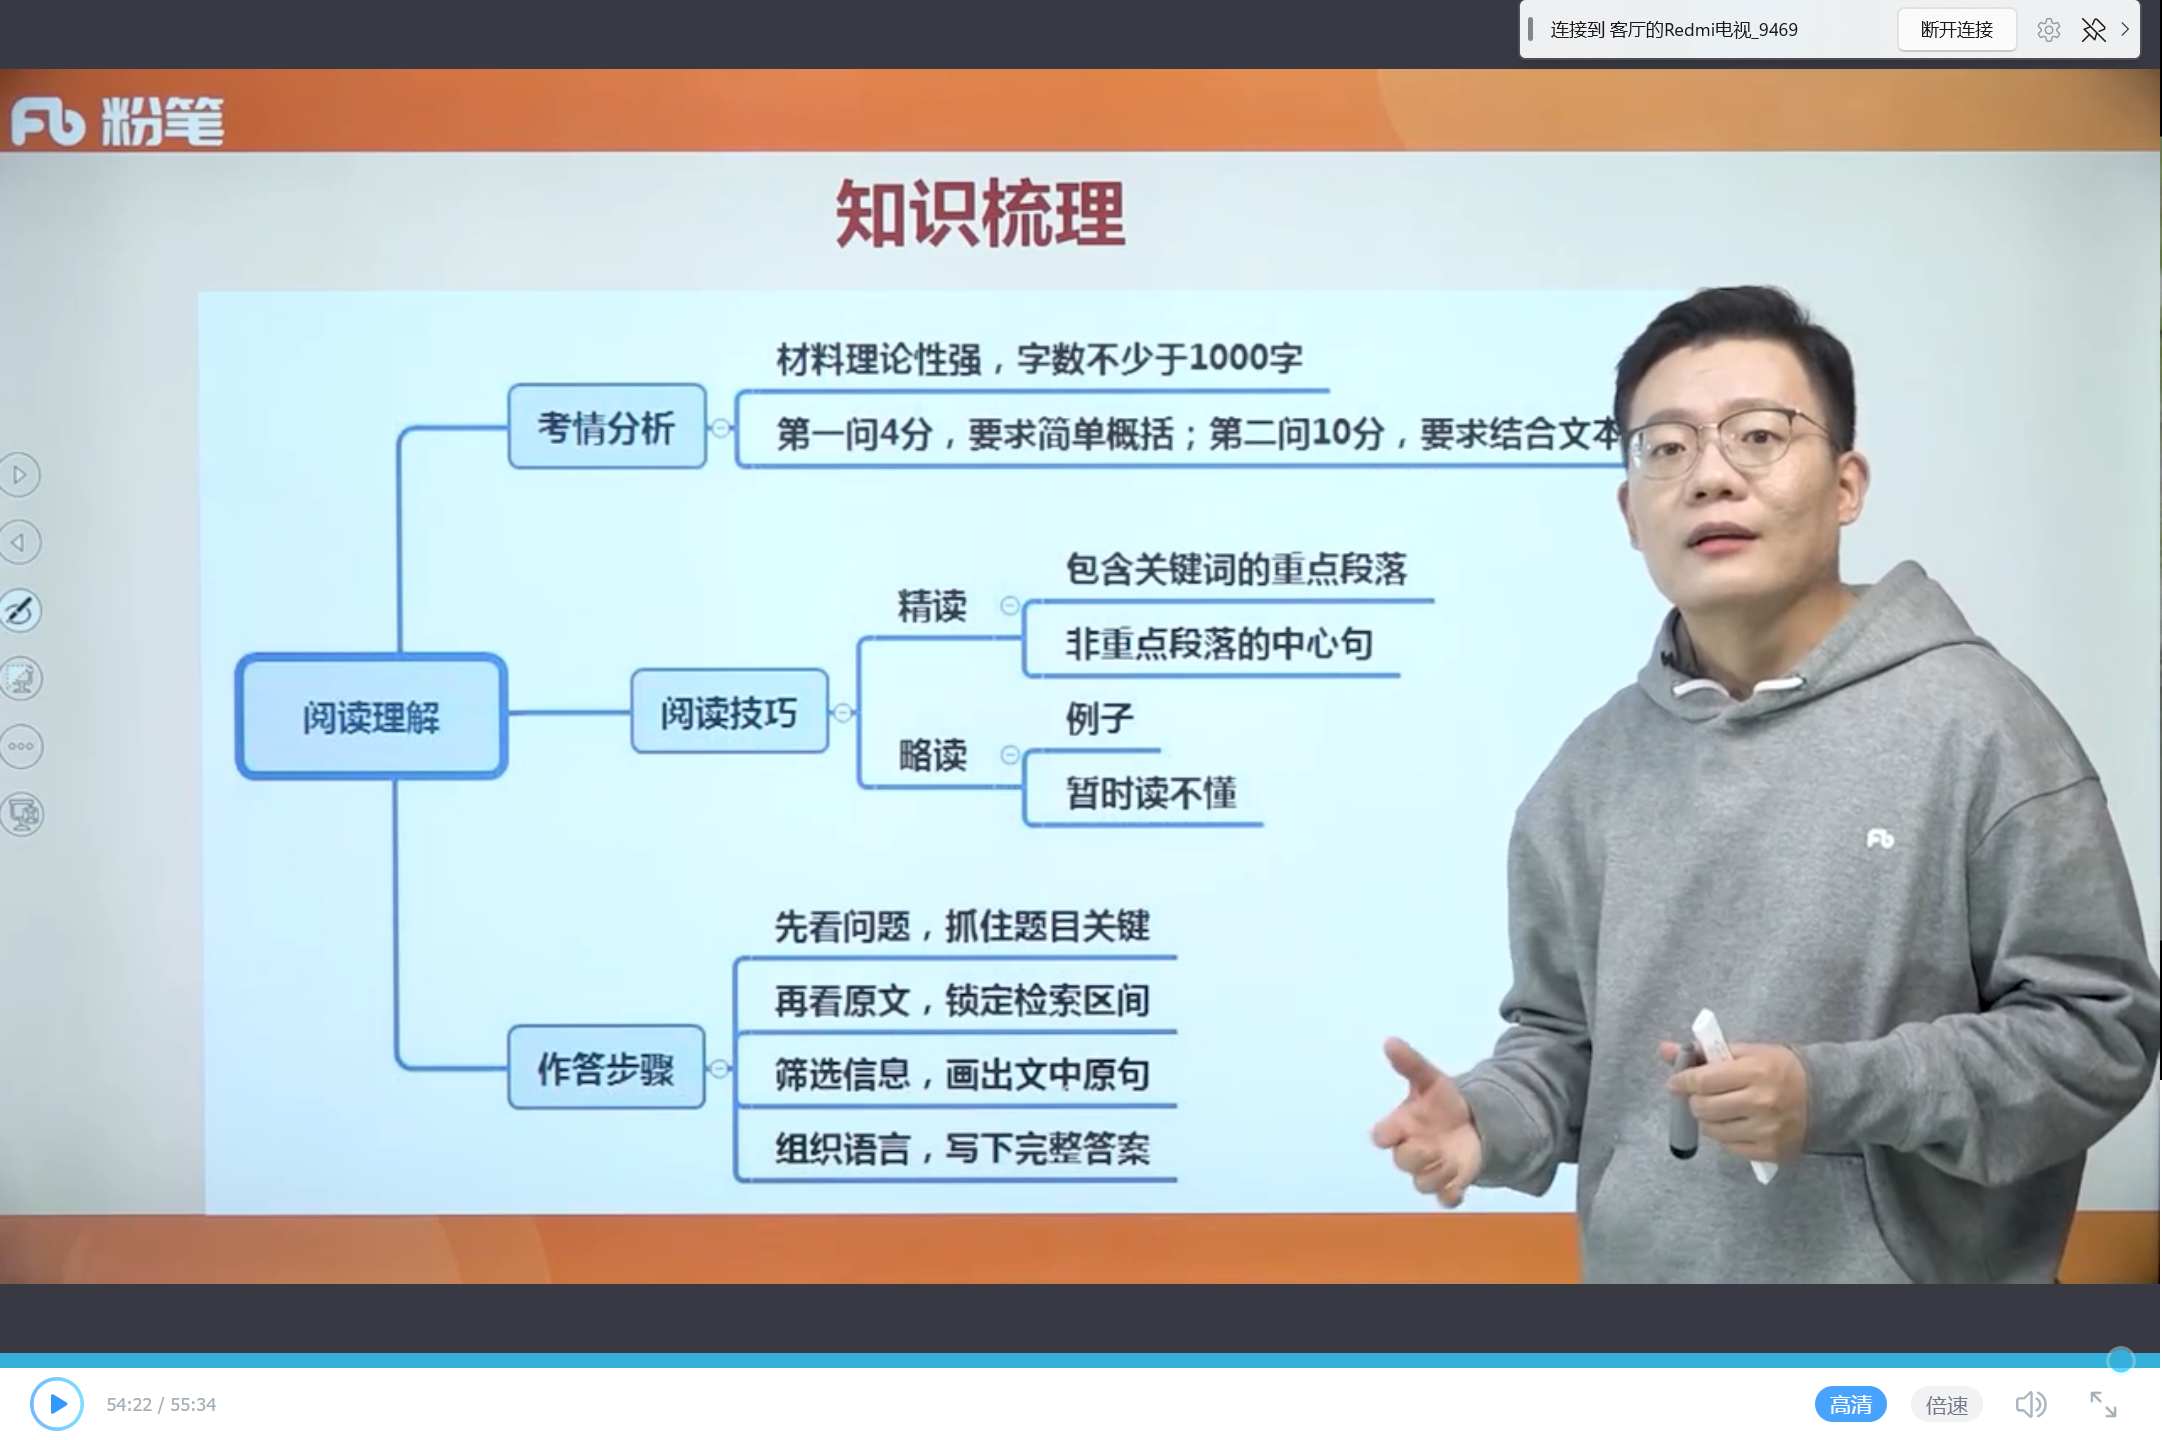 连接到 客厅的Redmi电视_9469
断开连接
Fb 粉笔
知识梳理
材料理论性强，字数不少于1000字
考情分析
第一问4分，要求简单概括；第二问10分，要求结合文本
包含关键词的重点段落
精读
非重点段落的中心句
阅读理解
阅读技巧
例子
略读
暂时读不懂
先看问题，抓住题目关键
再看原文，锁定检索区间
作答步骤
筛选信息，画出文中原句
组织语言，写下完整答案
Fb
54:22 / 55:34
高清
倍速